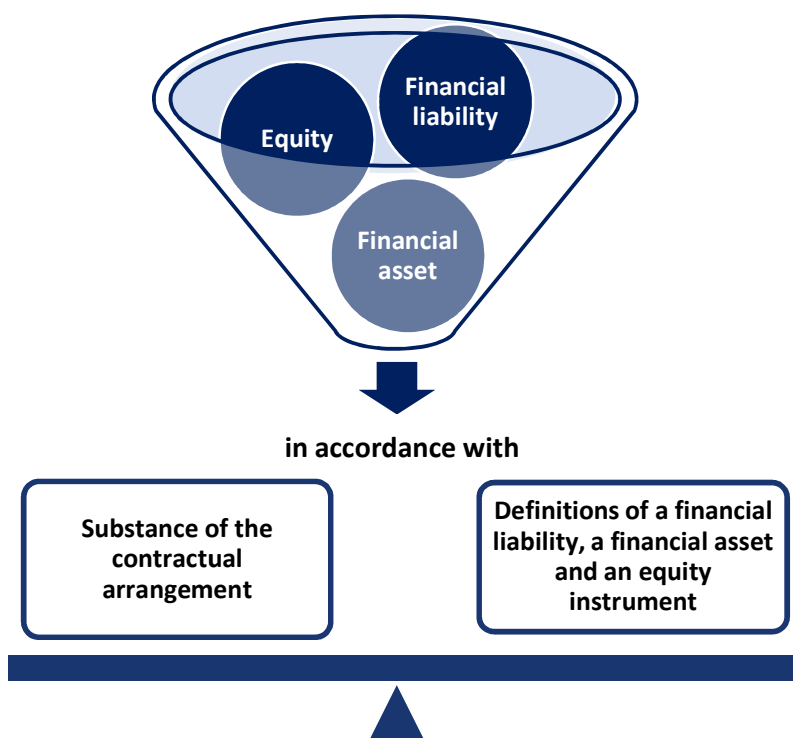 Financial
liability
Equity
Financial
asset
in accordance with
Substance of the
contractual
arrangement
Definitions of a financial
liability, a financial asset
and an equity
instrument